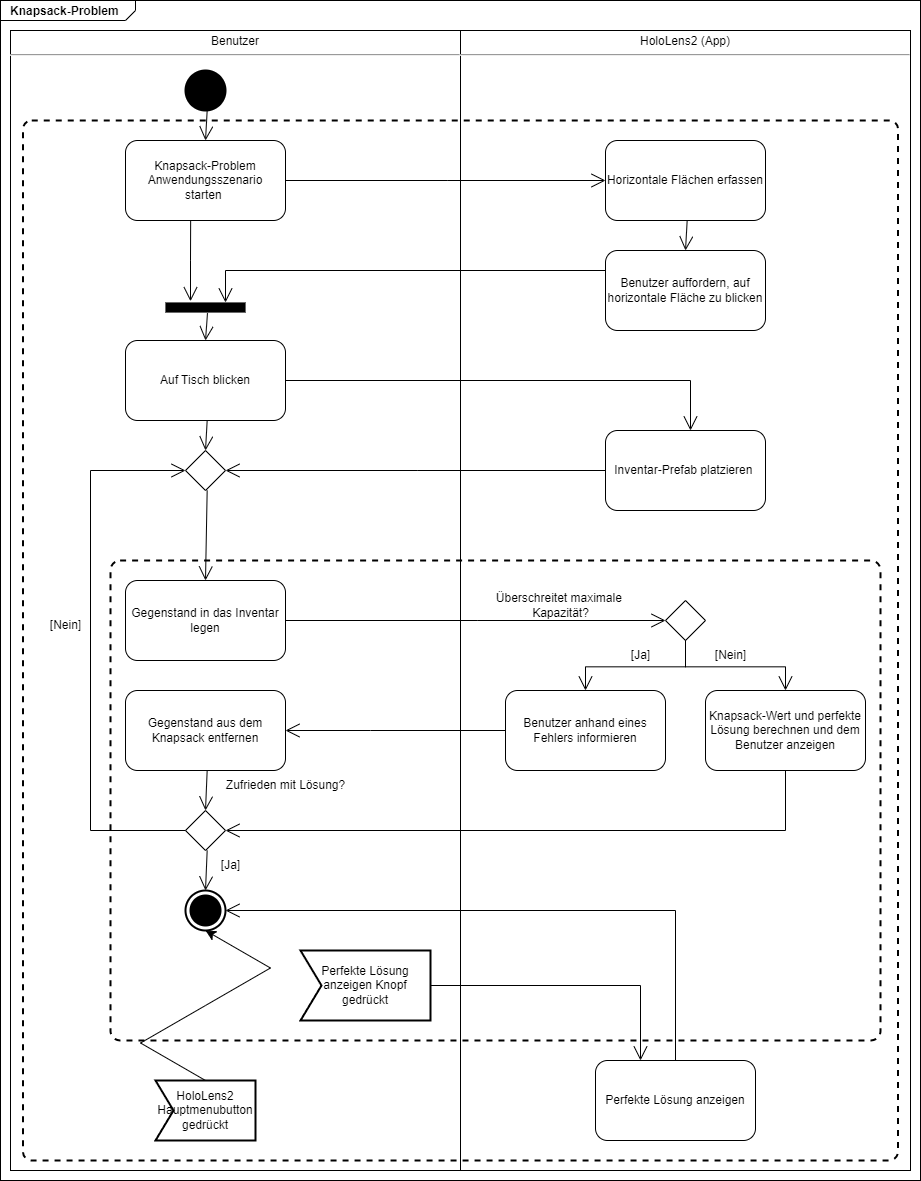 Knapsack-Problem
Benutzer
HoloLens2 (App)
Knapsack-Problem
Anwendungsszenario
starten
Horizontale Flächen erfassen
Benutzer auffordern, auf
horizontale Fläche zu blicken
Auf Tisch blicken
Inventar-Prefab platzieren
Gegenstand in das Inventar
legen
Überschreitet maximale
Kapazität?
[Nein]
[Ja]
[Nein]
Gegenstand aus dem
Knapsack entfernen
Benutzer anhand eines
Fehlers informieren
Knapsack-Wert und perfekte
Lösung berechnen und dem
Benutzer anzeigen
Zufrieden mit Lösung?
[Ja]
Perfekte Lösung
anzeigen Knopf
gedrückt
HoloLens2
Hauptmenubutton
gedrückt
Perfekte Lösung anzeigen